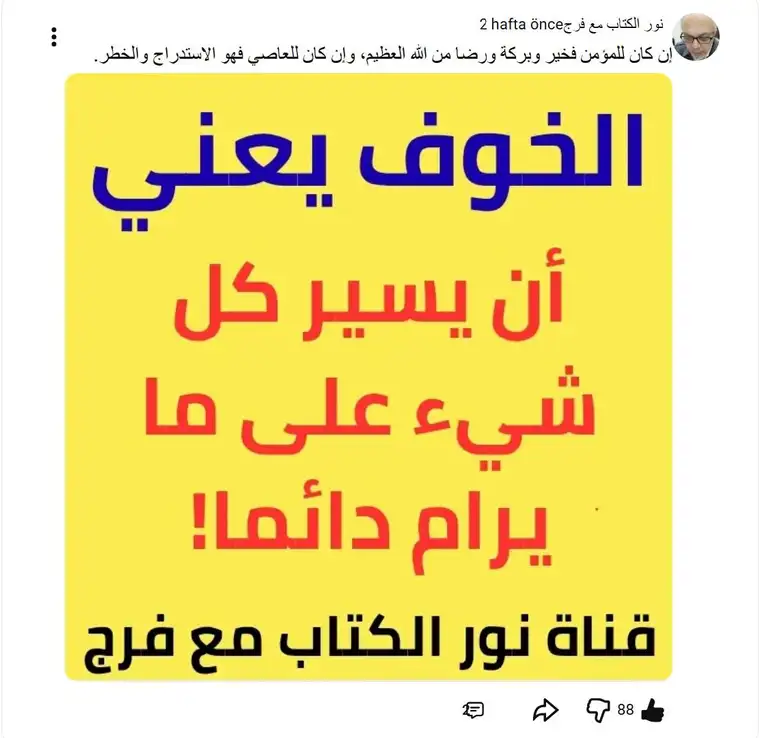 نور الكتاب مع فرج 2 hafta önce
إن كان للمؤمن فخير وبركة ورضا من الله العظيم، وإن كان للعاصي فهو الاستدراج والخطر.
الخوف يعني
أن يسير كل
شيء على ما
يرام دائما!
قناة نور الكتاب مع فرج
88
2